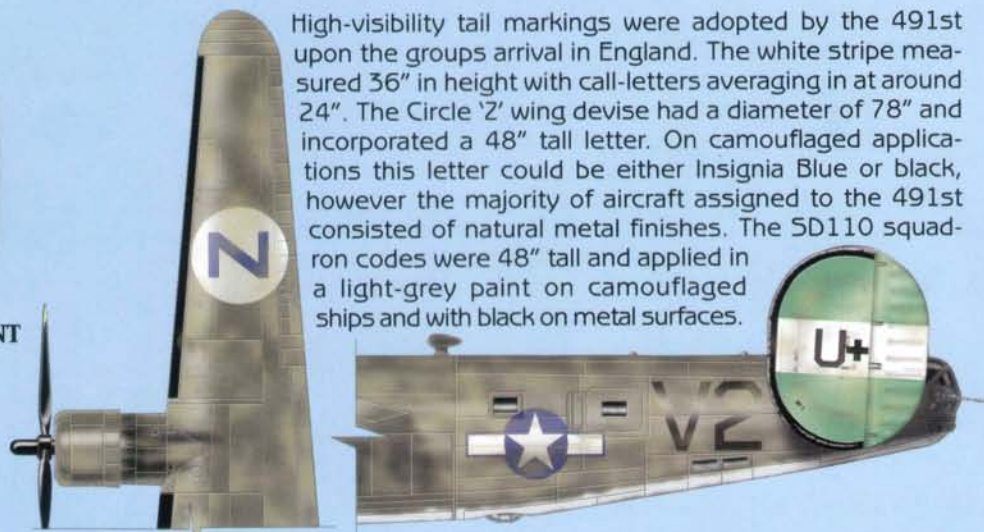 High-visibility tail markings were adopted by the 491st
upon the groups arrival in England. The white stripe mea-
sured 36" in height with call-letters averaging in at around
24". The Circle 'Z' wing devise had a diameter of 78" and
incorporated a 48" tall letter. On camouflaged applica-
tions this letter could be either Insignia Blue or black,
however the majority of aircraft assigned to the 491st
consisted of natural metal finishes. The SD110 squad-
ron codes were 48" tall and applied in
a light-grey paint on camouflaged
ships and with black on metal surfaces.
NT
Z
V2
U+